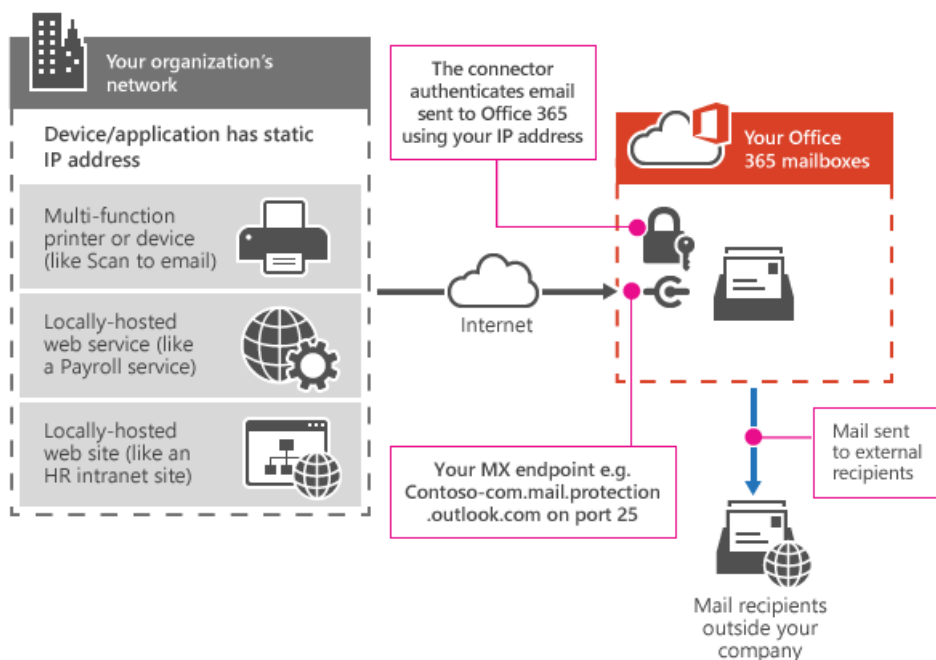 Your organization's
network
Device/application has static
IP address
Multi-function
printer or device
(like Scan to email)
Locally-hosted
web service (like
a Payroll service)
Locally-hosted
web site (like an
HR intranet site)
The connector
authenticates email
sent to Office 365
using your IP address
Internet
Your MX endpoint e.g.
Contoso-com.mail.protection
.outlook.com on port 25
Your Office
365 mailboxes
Mail sent
to external
recipients
Mail recipients
outside your
company